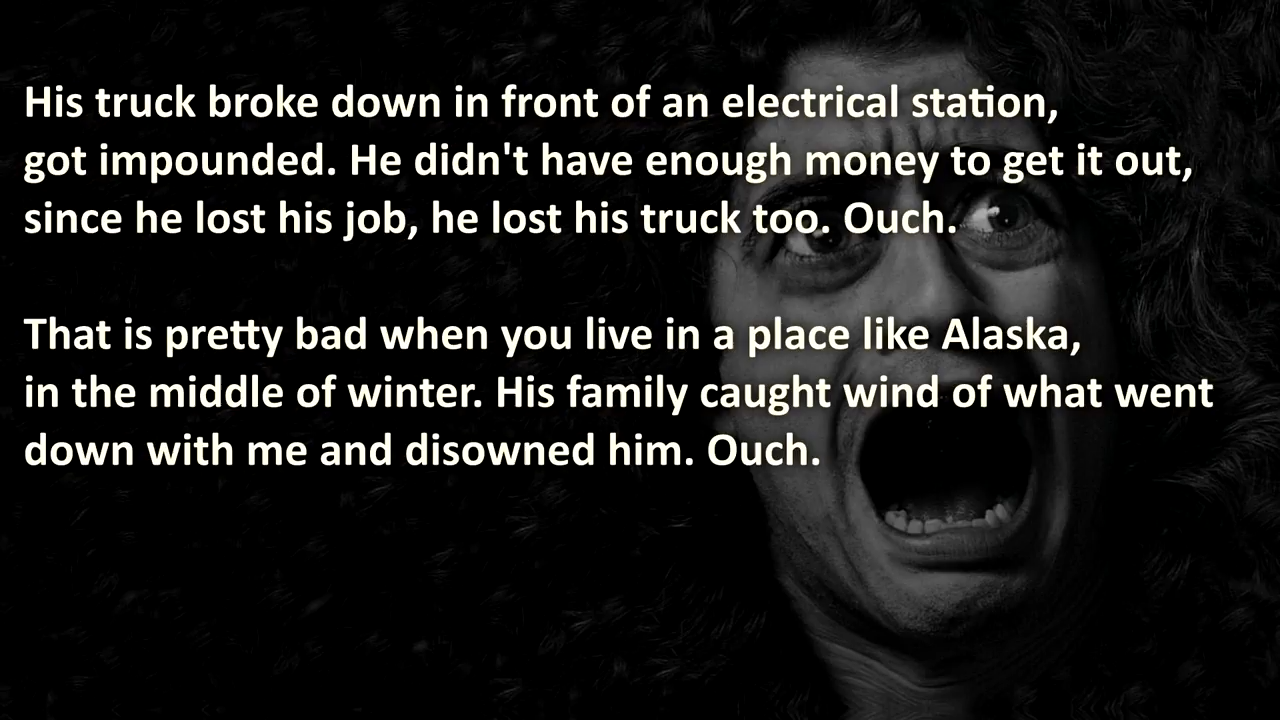 His truck broke down in front of an electrical station,
got impounded. He didn't have enough money to get it out,
since he lost his job, he lost his truck too. Ouch.
That is pretty bad when you live in a place like Alaska,
in the middle of winter. His family caught wind of what went
down with me and disowned him. Ouch.